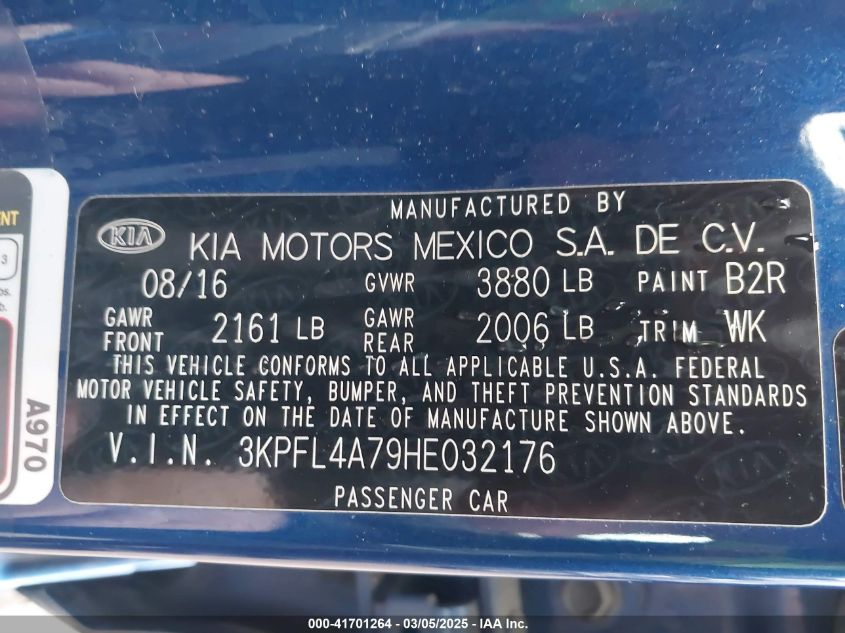 MANUFACTURED BY
KIA KIA MOTORS MEXICO S.A. DE C.V.
08/16 GVWR 3880 LB PAINT B2R
GAWR FRONT 2161 LB GAWR REAR 2006 LB TRIM WK
THIS VEHICLE CONFORMS TO ALL APPLICABLE U.S.A. FEDERAL
MOTOR VEHICLE SAFETY, BUMPER, AND THEFT PREVENTION STANDARDS
IN EFFECT ON THE DATE OF MANUFACTURE SHOWN ABOVE.
V.I.N. 3KPFL4A79HE032176
PASSENGER CAR
A970
3
000-41701264 - 03/05/2025 - IAA Inc.